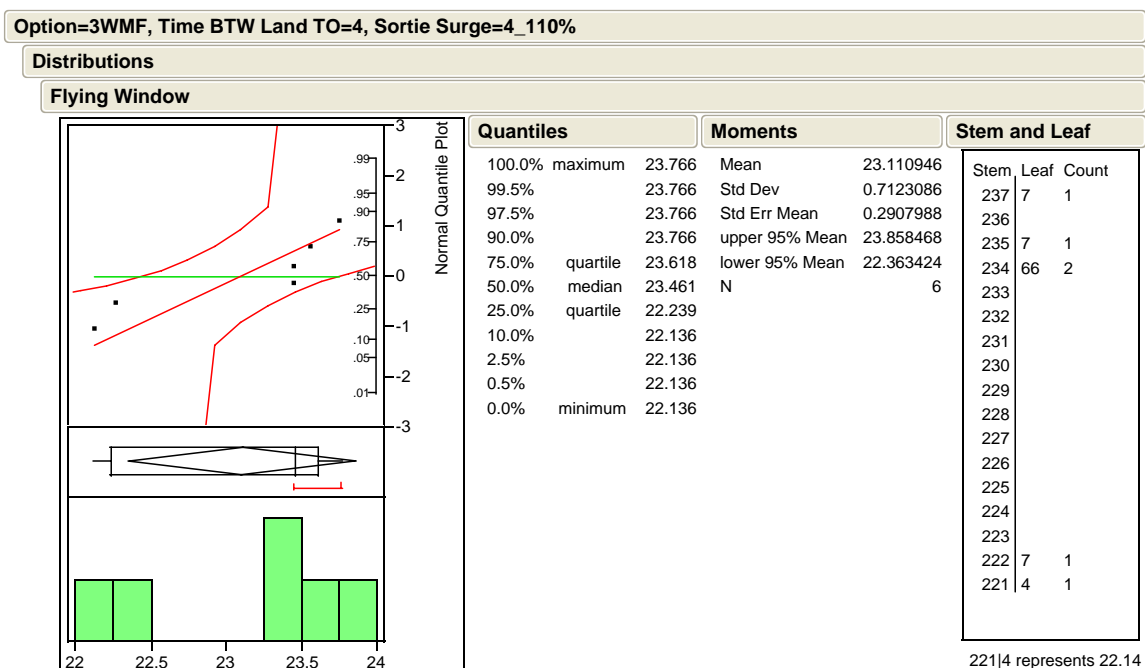 Option=3WMF, Time BTW Land TO=4, Sortie Surge=4_110%
Distributions
Flying Window
3
2
1
0
-1
-2
-3
.99
.95
.90
.75
.50
.25
.10
.05
.01
Normal Quantile Plot
22 22.5 23 23.5 24
Quantiles
100.0% maximum 23.766
99.5% 23.766
97.5% 23.766
90.0% 23.766
75.0% quartile 23.618
50.0% median 23.461
25.0% quartile 22.239
10.0% 22.136
2.5% 22.136
0.5% 22.136
0.0% minimum 22.136
Moments
Mean 23.110946
Std Dev 0.7123086
Std Err Mean 0.2907988
upper 95% Mean 23.858468
lower 95% Mean 22.363424
N 6
Stem and Leaf
Stem Leaf Count
237 7 1
236
235 7 1
234 66 2
233
232
231
230
229
228
227
226
225
224
223
222 7 1
221 4 1
221|4 represents 22.14